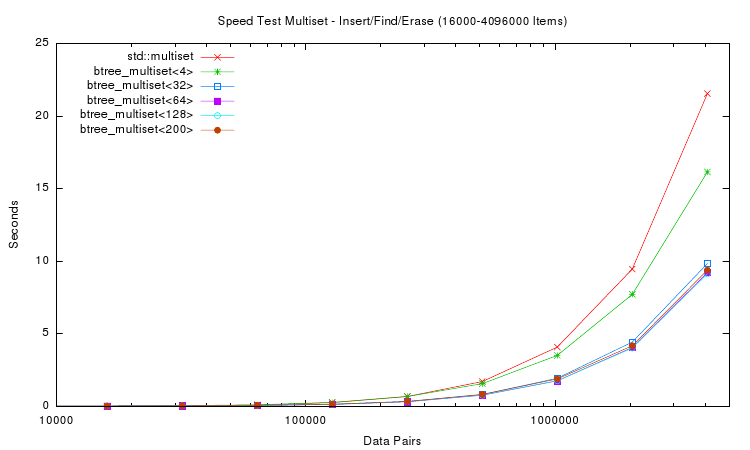 Speed Test Multiset - Insert/Find/Erase (16000-4096000 Items)
25
20
15
10
5
0
Seconds
std::multiset
btree_multiset<4>
btree_multiset<32>
btree_multiset<64>
btree_multiset<128>
btree_multiset<200>
10000
100000
1000000
Data Pairs